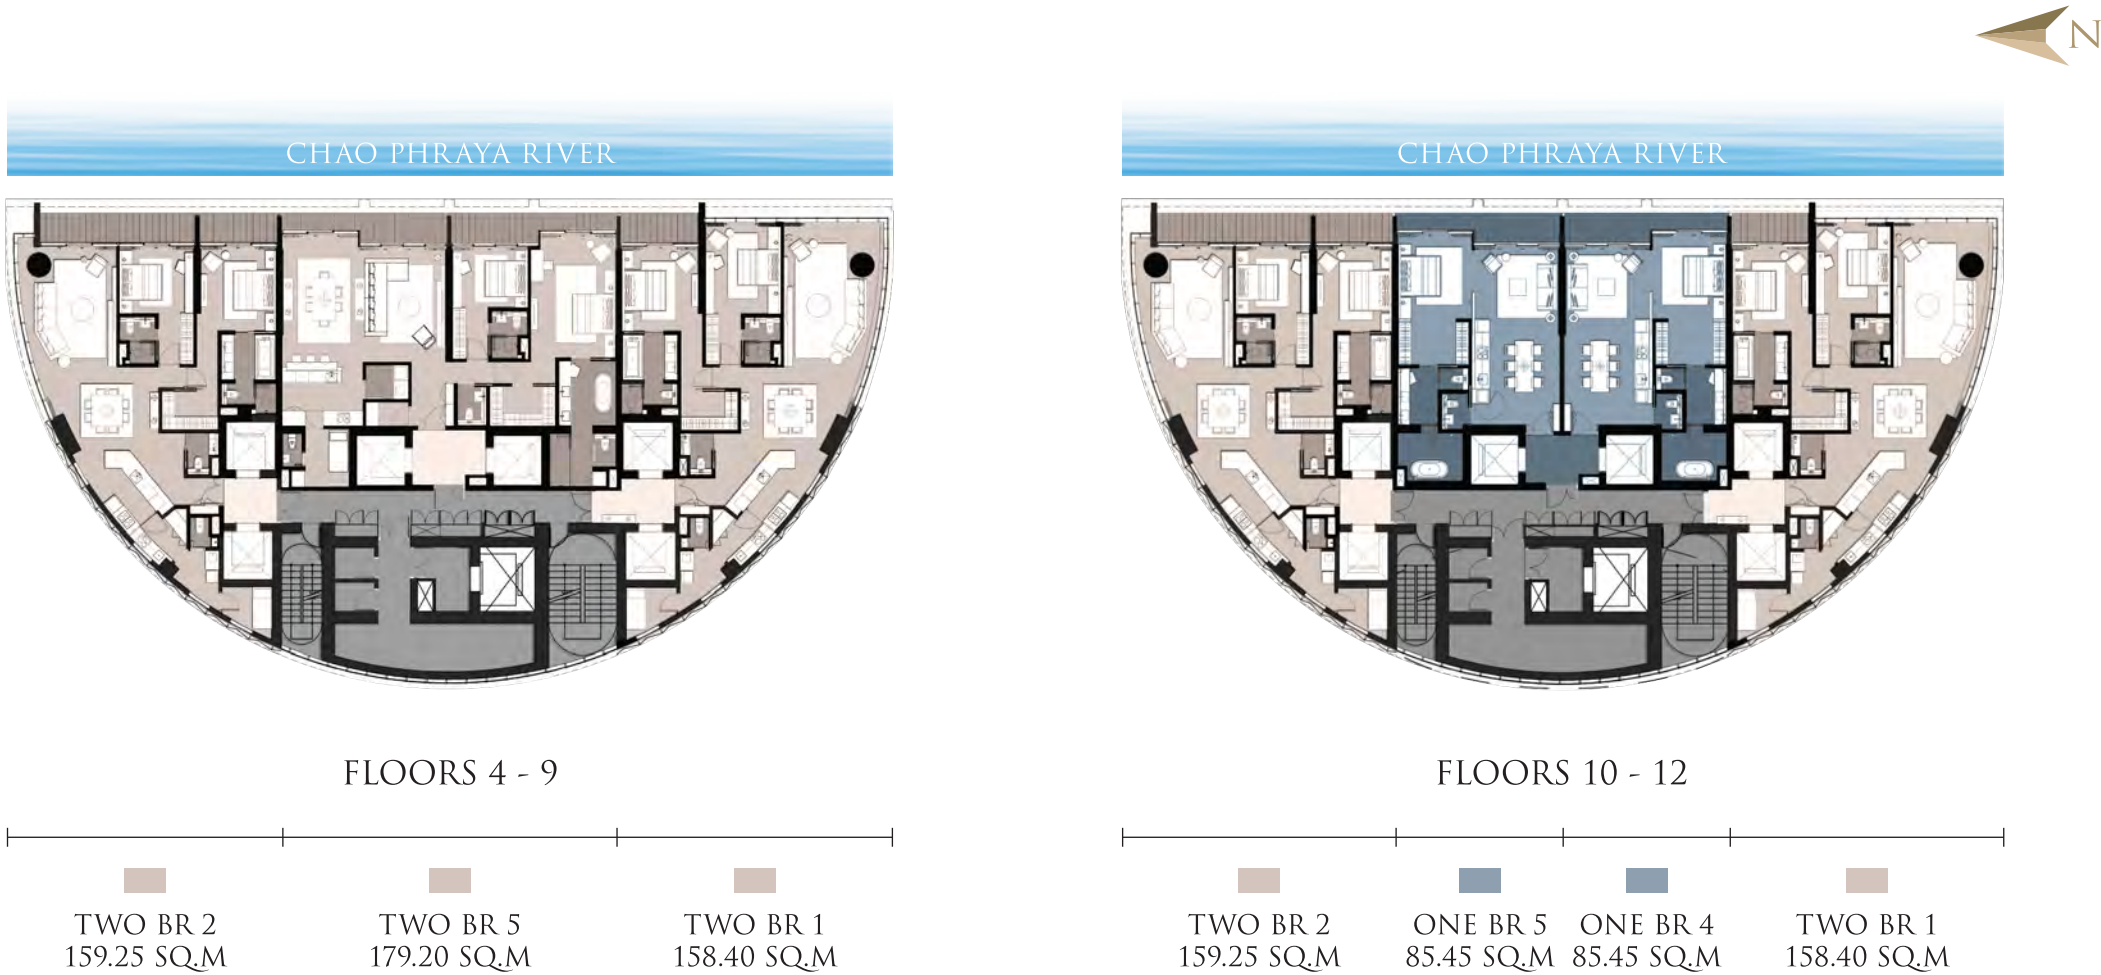 N
CHAO PHRAYA RIVER
CHAO PHRAYA RIVER
FLOORS 4 - 9
FLOORS 10 - 12
TWO BR 2
159.25 SQ.M
TWO BR 5
179.20 SQ.M
TWO BR 1
158.40 SQ.M
TWO BR 2
159.25 SQ.M
ONE BR 5
85.45 SQ.M
ONE BR 4
85.45 SQ.M
TWO BR 1
158.40 SQ.M